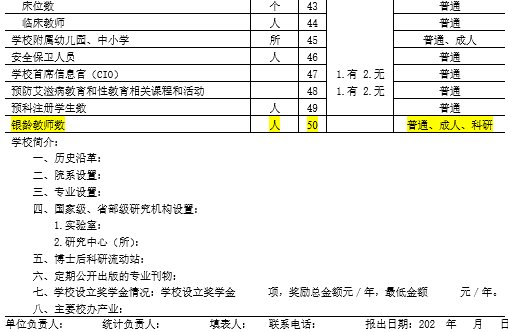 床位数 个 43 普通
临床教师 人 44 普通
学校附属幼儿园、中小学 所 45 普通、成人
安全保卫人员 人 46 普通
学校首席信息官（CIO） 47 1.有 2.无 普通
预防艾滋病教育和性教育相关课程和活动 48 1.有 2.无 普通
预科注册学生数 人 49 普通
银龄教师数 人 50 普通、成人、科研
学校简介：
一、历史沿革：
二、院系设置：
三、专业设置：
四、国家级、省部级研究机构设置：
1.实验室：
2.研究中心（所）：
五、博士后科研流动站：
六、定期公开出版的专业刊物：
七、学校设立奖学金情况：学校设立奖学金 项，奖励总金额元／年，最低金额 元／年。
八、主要校办产业：
单位负责人： 统计负责人： 填表人： 联系电话： 报出日期：202 年 月 日